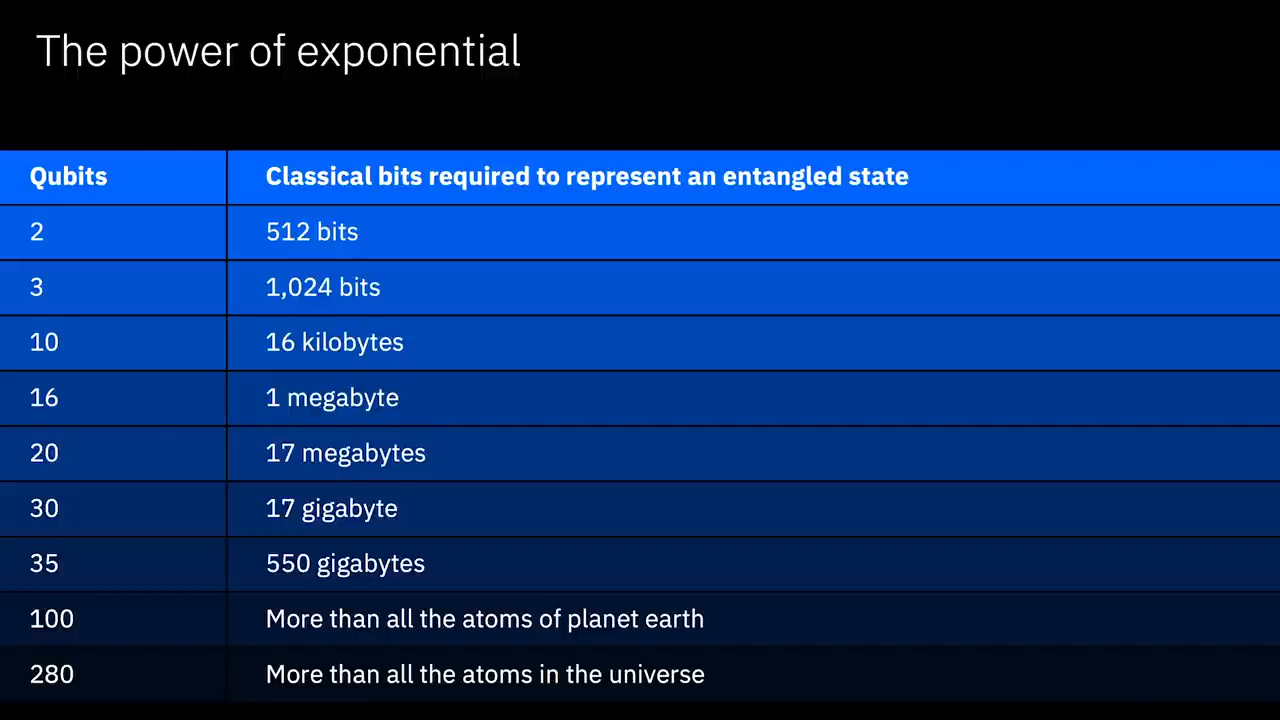 The power of exponential
Qubits Classical bits required to represent an entangled state
2 512 bits
3 1,024 bits
10 16 kilobytes
16 1 megabyte
20 17 megabytes
30 17 gigabyte
35 550 gigabytes
100 More than all the atoms of planet earth
280 More than all the atoms in the universe